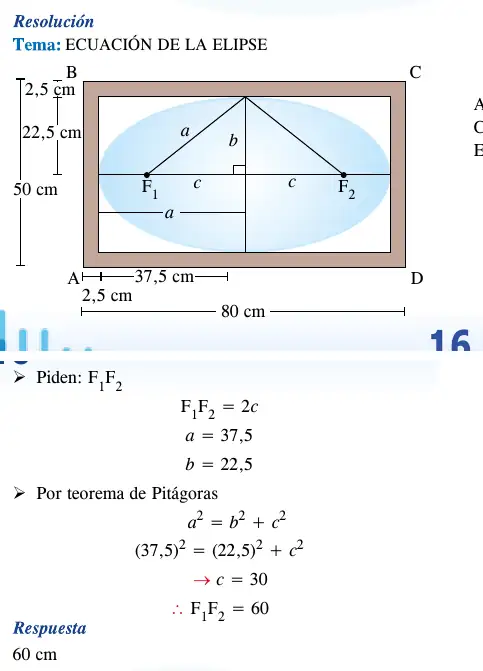 Resolución
Tema: ECUACIÓN DE LA ELIPSE
B
C
2,5 cm
22,5 cm
50 cm
a
b
F₁
c
c
F₂
a
A
D
37,5 cm
2,5 cm
80 cm
A
C
E
16
➤ Piden: F₁F₂
F₁F₂ = 2c
a = 37,5
b = 22,5
➤ Por teorema de Pitágoras
a² = b² + c²
(37,5)² = (22,5)² + c²
→ c = 30
∴ F₁F₂ = 60
Respuesta
60 cm